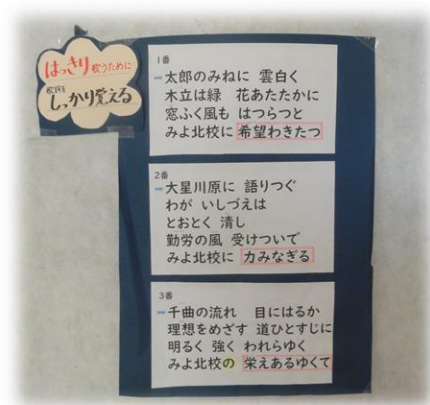 はっきり歌うために
歌詞を
しっかり覚える
1番
➡太郎のみねに 雲白く
木立は緑 花あたたかに
窓ふく風も はつらつと
みよ北校に 希望わきたつ
2番
➡大星川原に 語りつぐ
わが いしづえは
とおとく 清し
勤労の風 受けついで
みよ北校に 力みなぎる
3番
➡千曲の流れ 目にはるか
理想をめざす 道ひとすじに
明るく 強く われらゆく
みよ北校の 栄えあるゆくて